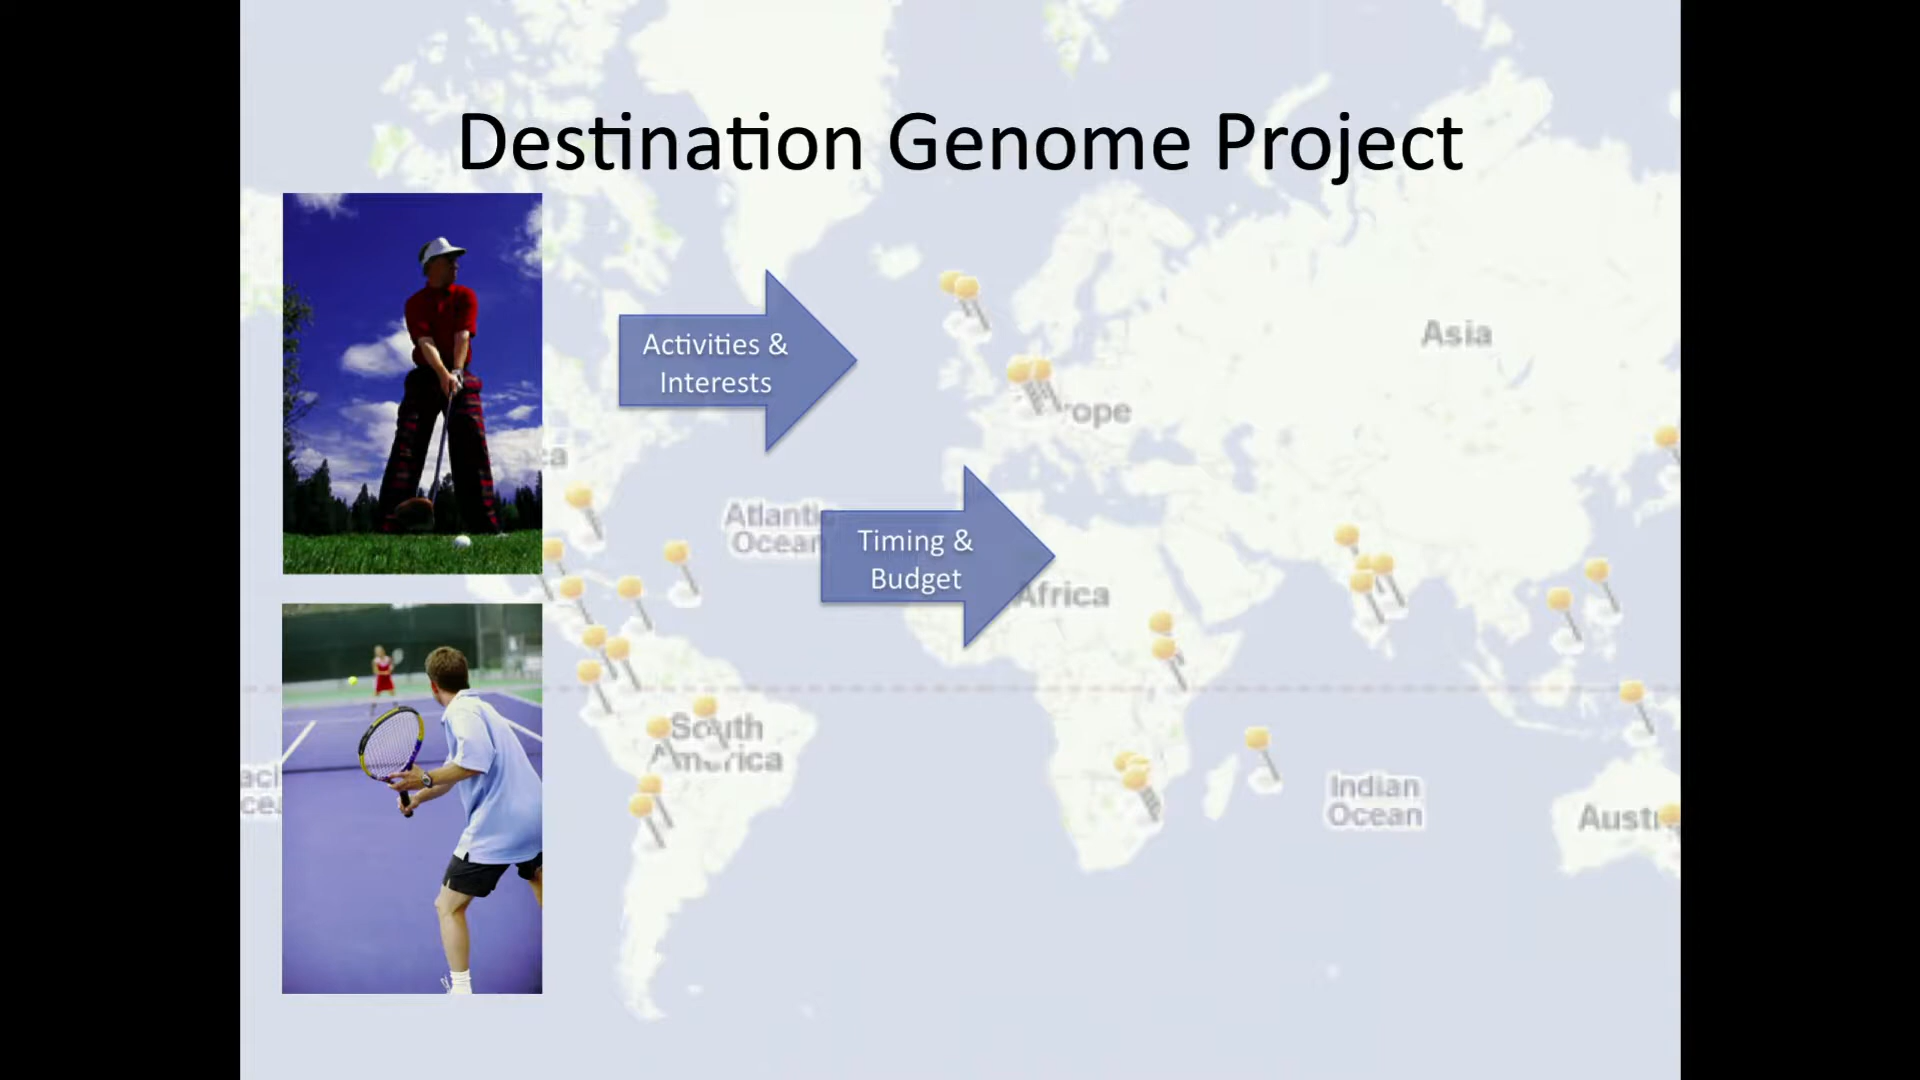 Destination Genome Project
Activities &
Interests
Timing &
Budget
Asia
Atlantic
Ocean
Africa
South
America
Indian
Ocean